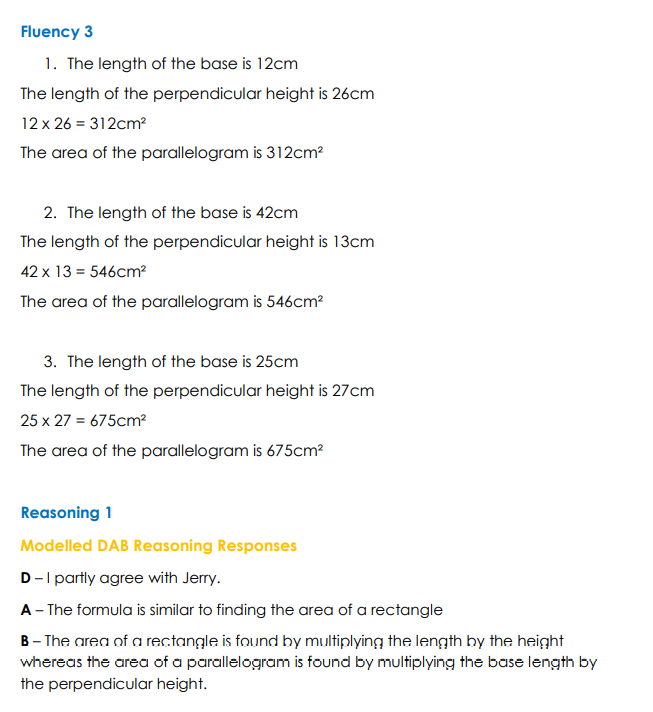 Fluency 3
1. The length of the base is 12cm
The length of the perpendicular height is 26cm
12 x 26 = 312cm²
The area of the parallelogram is 312cm²
2. The length of the base is 42cm
The length of the perpendicular height is 13cm
42 x 13 = 546cm²
The area of the parallelogram is 546cm²
3. The length of the base is 25cm
The length of the perpendicular height is 27cm
25 x 27 = 675cm²
The area of the parallelogram is 675cm²
Reasoning 1
Modelled DAB Reasoning Responses
D – I partly agree with Jerry.
A – The formula is similar to finding the area of a rectangle
B – The area of a rectangle is found by multiplying the length by the height
whereas the area of a parallelogram is found by multiplying the base length by
the perpendicular height.